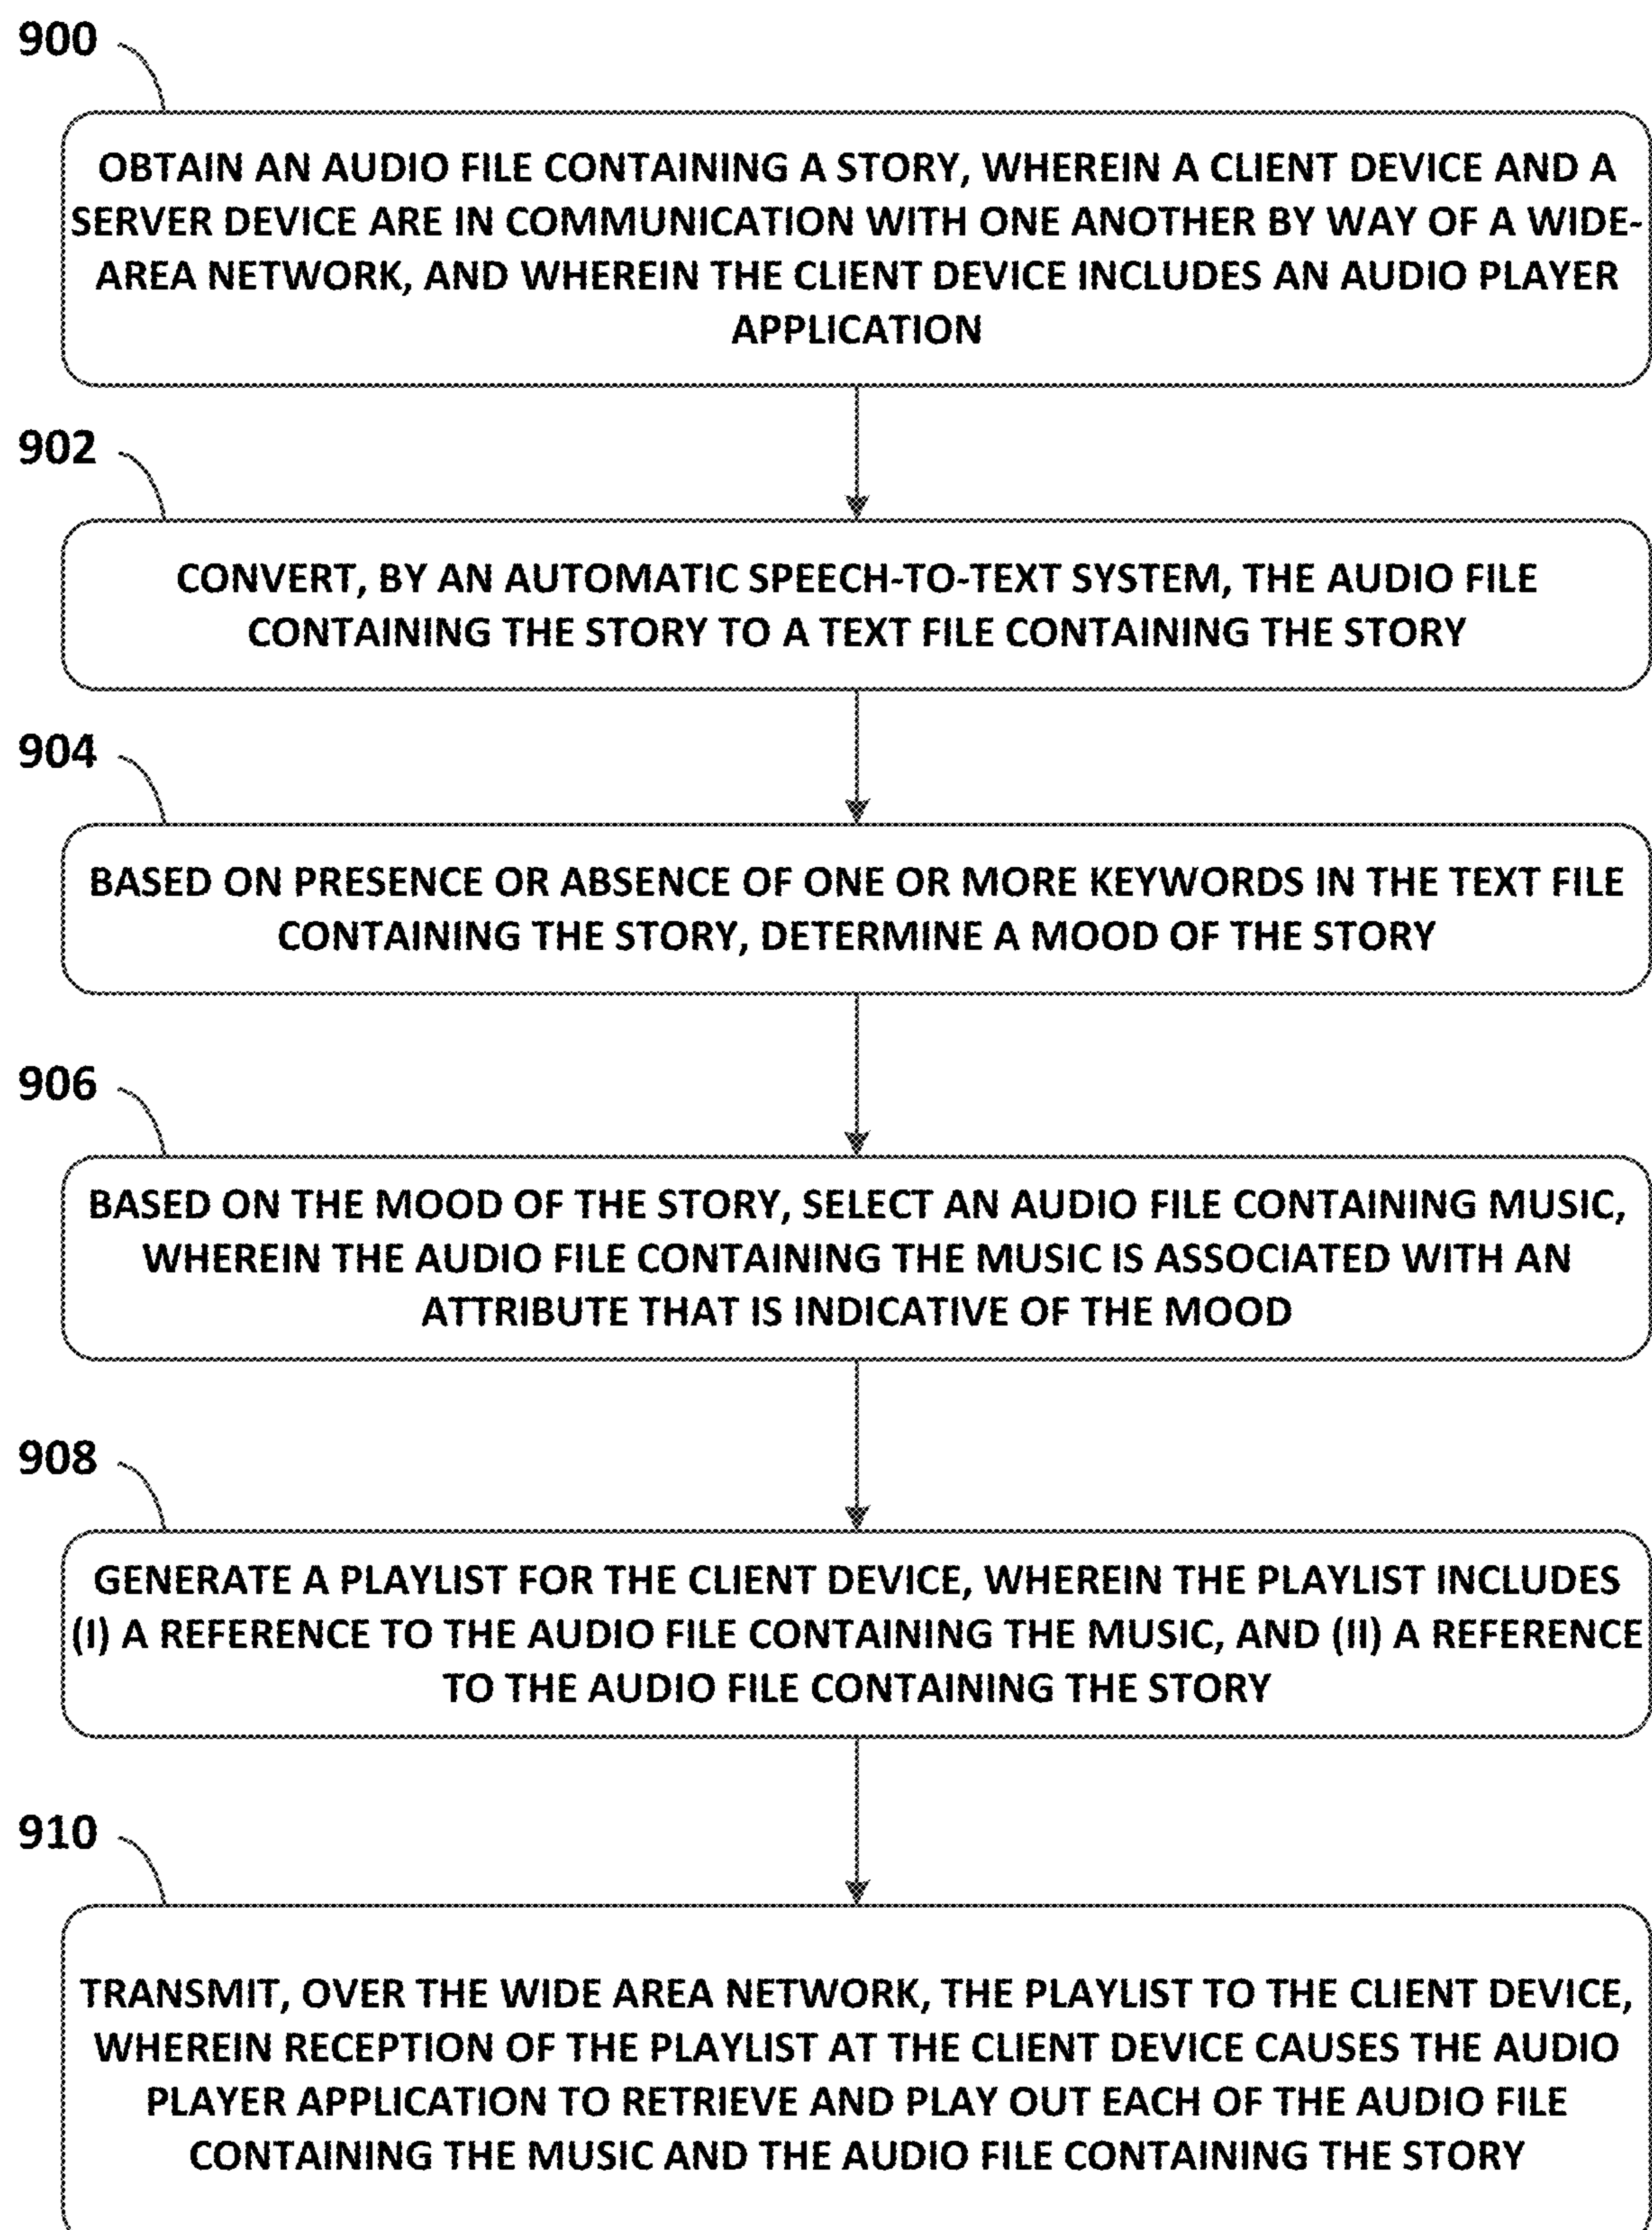 900
OBTAIN AN AUDIO FILE CONTAINING A STORY, WHEREIN A CLIENT DEVICE AND A
SERVER DEVICE ARE IN COMMUNICATION WITH ONE ANOTHER BY WAY OF A WIDE-
AREA NETWORK, AND WHEREIN THE CLIENT DEVICE INCLUDES AN AUDIO PLAYER
APPLICATION
902
CONVERT, BY AN AUTOMATIC SPEECH-TO-TEXT SYSTEM, THE AUDIO FILE
CONTAINING THE STORY TO A TEXT FILE CONTAINING THE STORY
904
BASED ON PRESENCE OR ABSENCE OF ONE OR MORE KEYWORDS IN THE TEXT FILE
CONTAINING THE STORY, DETERMINE A MOOD OF THE STORY
906
BASED ON THE MOOD OF THE STORY, SELECT AN AUDIO FILE CONTAINING MUSIC,
WHEREIN THE AUDIO FILE CONTAINING THE MUSIC IS ASSOCIATED WITH AN
ATTRIBUTE THAT IS INDICATIVE OF THE MOOD
908
GENERATE A PLAYLIST FOR THE CLIENT DEVICE, WHEREIN THE PLAYLIST INCLUDES
(I) A REFERENCE TO THE AUDIO FILE CONTAINING THE MUSIC, AND (II) A REFERENCE
TO THE AUDIO FILE CONTAINING THE STORY
910
TRANSMIT, OVER THE WIDE AREA NETWORK, THE PLAYLIST TO THE CLIENT DEVICE,
WHEREIN RECEPTION OF THE PLAYLIST AT THE CLIENT DEVICE CAUSES THE AUDIO
PLAYER APPLICATION TO RETRIEVE AND PLAY OUT EACH OF THE AUDIO FILE
CONTAINING THE MUSIC AND THE AUDIO FILE CONTAINING THE STORY